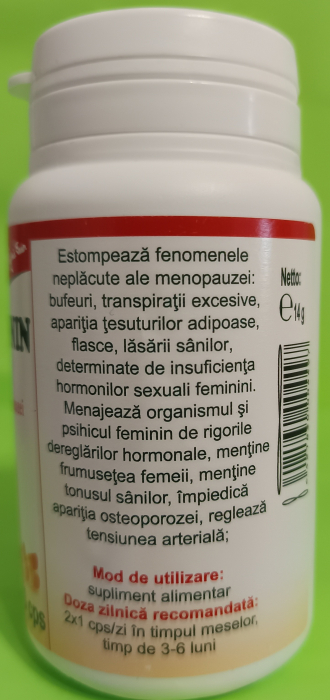 Estompează fenomenele
neplăcute ale menopauzei:
bufeuri, transpiraţii excesive,
apariţia ţesuturilor adipoase,
flasce, lăsării sânilor,
determinate de insuficienţa
hormonilor sexuali feminini.
Menajează organismul şi
psihicul feminin de rigorile
dereglărilor hormonale, menţine
frumuseţea femeii, menţine
tonusul sânilor, împiedică
apariţia osteoporozei, reglează
tensiunea arterială;
Mod de utilizare:
supliment alimentar
Doza zilnică recomandată:
2x1 cps/zi în timpul meselor,
timp de 3-6 luni
Netto:
℮ 14 g
cps